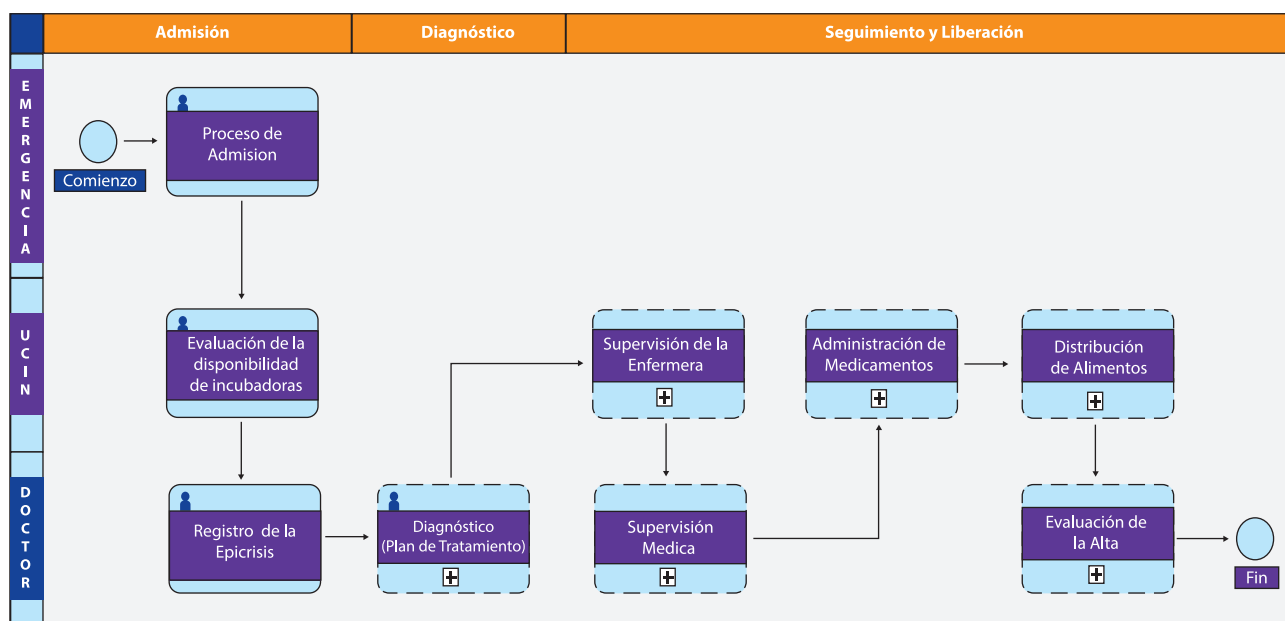 Admisión
Diagnóstico
Seguimiento y Liberación
EMERGENCIA
Comienzo
Proceso de
Admision
UCIN
Evaluación de la
disponibilidad
de incubadoras
Supervisión de la
Enfermera
Administración de
Medicamentos
Distribución
de Alimentos
DOCTOR
Registro de la
Epicrisis
Diagnóstico
(Plan de Tratamiento)
Supervisión
Medica
Evaluación de
la Alta
Fin